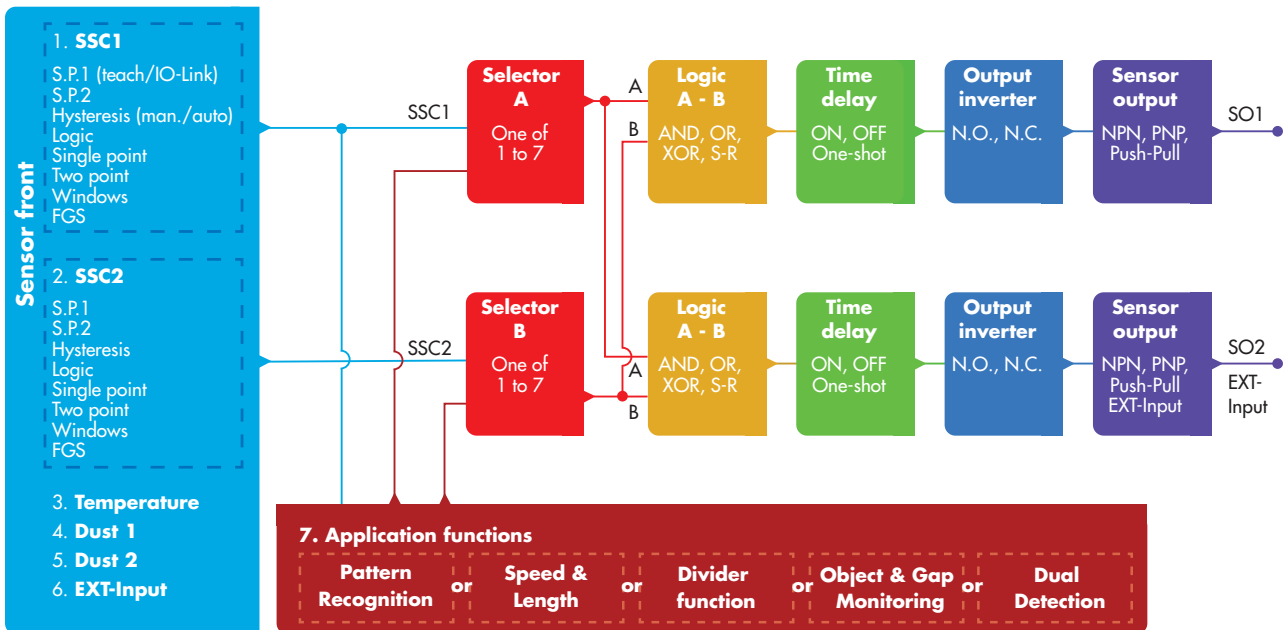 Sensor front
1. SSC1
S.P.1 (teach/IO-Link)
S.P.2
Hysteresis (man./auto)
Logic
Single point
Two point
Windows
FGS
2. SSC2
S.P.1
S.P.2
Hysteresis
Logic
Single point
Two point
Windows
FGS
3. Temperature
4. Dust 1
5. Dust 2
6. EXT-Input
SSC1
Selector
A
One of
1 to 7
A
B
Logic
A - B
AND, OR,
XOR, S-R
Time
delay
ON, OFF
One-shot
Output
inverter
N.O., N.C.
Sensor
output
NPN, PNP,
Push-Pull
SO1
SSC2
Selector
B
One of
1 to 7
A
B
Logic
A - B
AND, OR,
XOR, S-R
Time
delay
ON, OFF
One-shot
Output
inverter
N.O., N.C.
Sensor
output
NPN, PNP,
Push-Pull
EXT-Input
SO2
EXT-
Input
7. Application functions
Pattern
Recognition
or
Speed &
Length
or
Divider
function
or
Object & Gap
Monitoring
or
Dual
Detection